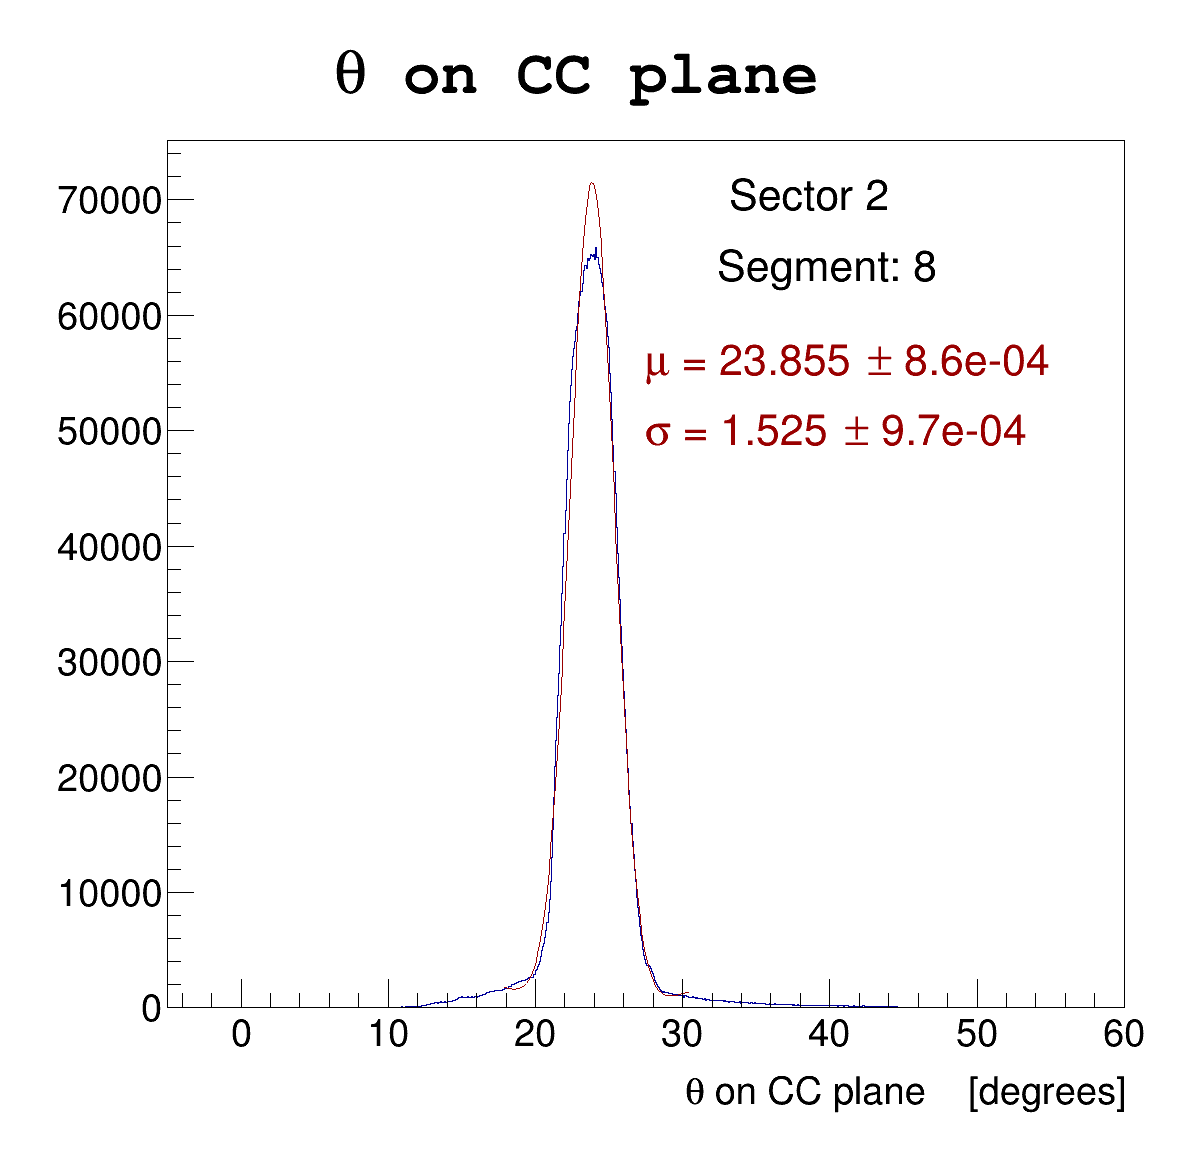 θ on CC plane
Sector 2
Segment: 8
μ = 23.855 ± 8.6e-04
σ = 1.525 ± 9.7e-04
70000
60000
50000
40000
30000
20000
10000
0
0 10 20 30 40 50 60
θ on CC plane [degrees]